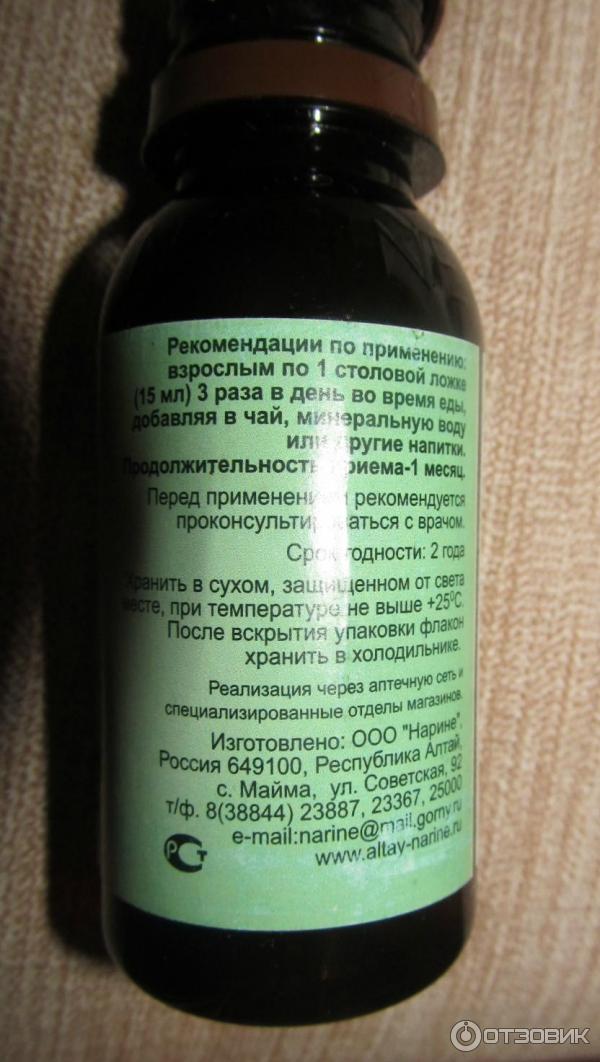 Рекомендации по применению:
взрослым по 1 столовой ложке
(15 мл) 3 раза в день во время еды,
добавляя в чай, минеральную воду
или другие напитки.
Продолжительность приема-1 месяц.
Перед применением рекомендуется
проконсультироваться с врачом.
Срок годности: 2 года
Хранить в сухом, защищенном от света
месте, при температуре не выше +25⁰С.
После вскрытия упаковки флакон
хранить в холодильнике.
Реализация через аптечную сеть и
специализированные отделы магазинов.
Изготовлено: ООО "Нарине",
Россия 649100, Республика Алтай,
с. Майма, ул. Советская, 92
т/ф. 8(38844) 23887, 23367, 25000
e-mail:narine@mail.gorny.ru
www.altay-narine.ru
РСТ
ОТЗОВИК